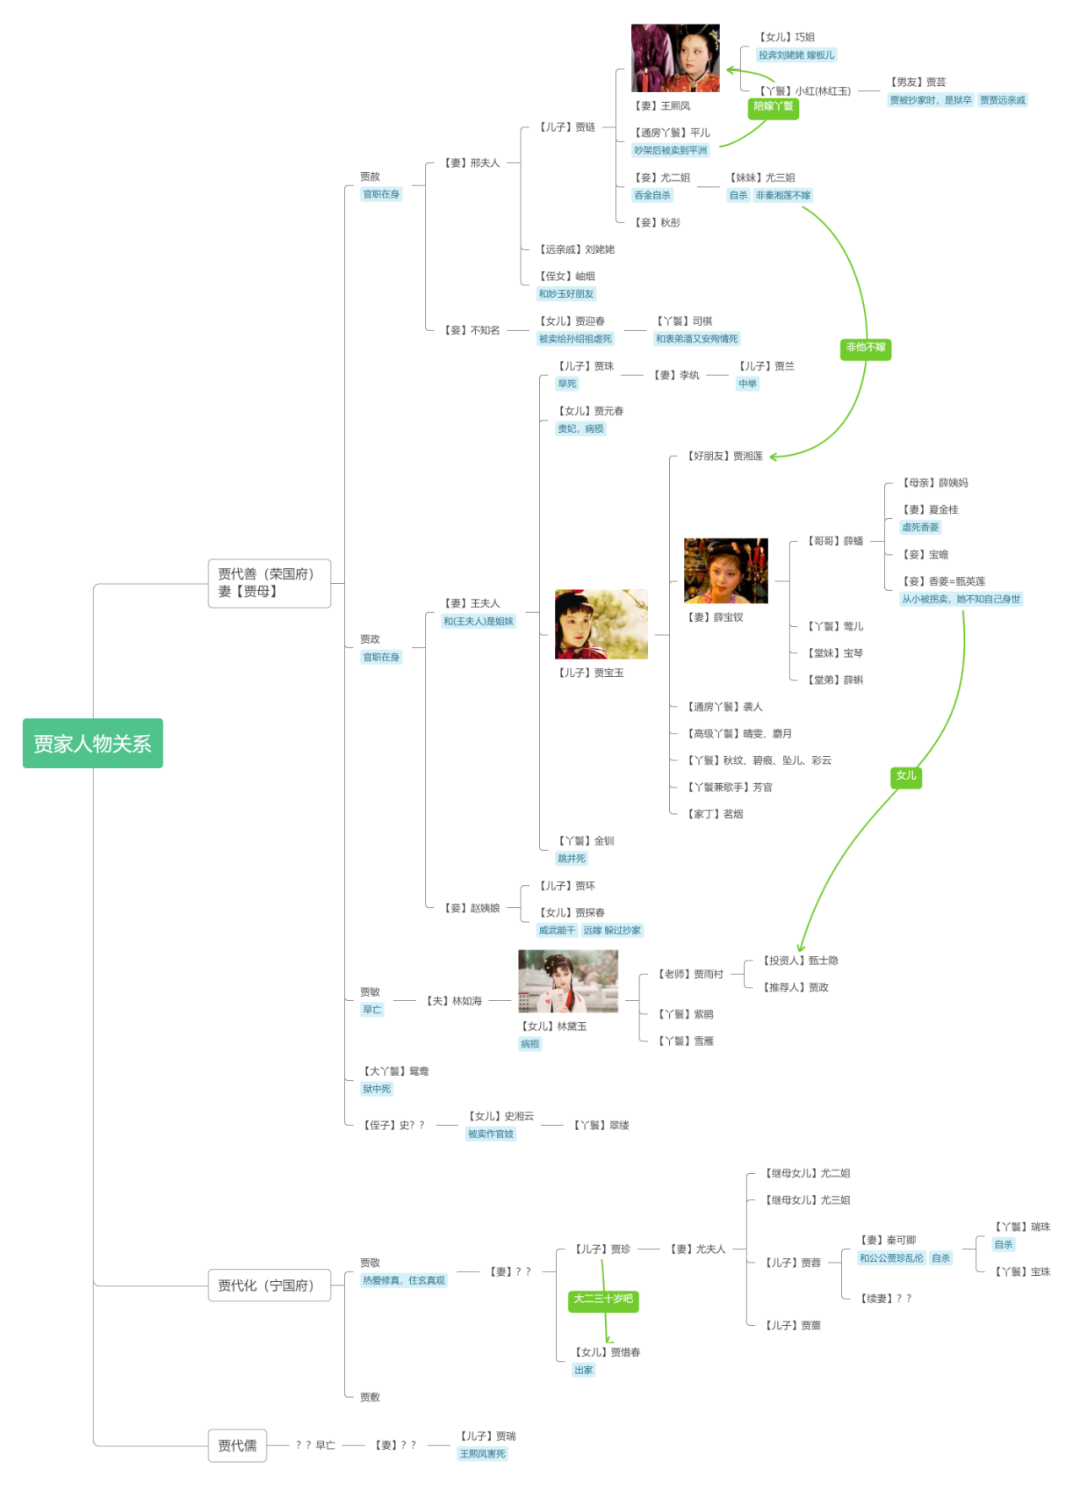 贾家人物关系
贾代善（荣国府）
妻【贾母】
贾赦
官职在身
【妻】邢夫人
【儿子】贾琏
【妻】王熙凤
【女儿】巧姐
投奔刘姥姥 嫁板儿
【丫鬟】小红(林红玉)
【男友】贾芸
贾被抄家时，是狱卒 贾贾远亲戚
陪嫁丫鬟
【通房丫鬟】平儿
吵架后被卖到平洲
【妾】尤二姐
吞金自杀
【妹妹】尤三姐
自杀 非秦湘莲不嫁
【妾】秋彤
【远亲戚】刘姥姥
【侄女】岫烟
和妙玉好朋友
【妾】不知名
【女儿】贾迎春
被卖给孙绍祖虐死
【丫鬟】司棋
和表弟潘又安殉情死
非他不嫁
贾政
官职在身
【妻】王夫人
和(王夫人)是姐妹
【儿子】贾珠
早死
【妻】李纨
【儿子】贾兰
中举
【女儿】贾元春
贵妃，病殒
【儿子】贾宝玉
【好朋友】贾湘莲
【妻】薛宝钗
【哥哥】薛蟠
【母亲】薛姨妈
【妻】夏金桂
虐死香菱
【妾】宝蟾
【妾】香菱=甄英莲
从小被拐卖，她不知自己身世
【丫鬟】莺儿
【堂妹】宝琴
【堂弟】薛蝌
【通房丫鬟】袭人
【高级丫鬟】晴雯、麝月
【丫鬟】秋纹、碧痕、坠儿、彩云
【丫鬟兼歌手】芳官
【家丁】茗烟
女儿
【丫鬟】金钏
跳井死
【妾】赵姨娘
【儿子】贾环
【女儿】贾探春
威武能干 远嫁 躲过抄家
贾敏
早亡
【夫】林如海
【女儿】林黛玉
病殒
【老师】贾雨村
【投资人】甄士隐
【推荐人】贾政
【丫鬟】紫鹃
【丫鬟】雪雁
【大丫鬟】鸳鸯
狱中死
【侄子】史？？
【女儿】史湘云
被卖作官妓
【丫鬟】翠缕
贾代化（宁国府）
贾敬
热爱修真，住玄真观
【妻】？？
【儿子】贾珍
【妻】尤夫人
【继母女儿】尤二姐
【继母女儿】尤三姐
【儿子】贾蓉
【妻】秦可卿
和公公贾珍乱伦 自杀
【丫鬟】瑞珠
自杀
【丫鬟】宝珠
【续妻】？？
【儿子】贾蔷
大二三十岁吧
【女儿】贾惜春
出家
贾敷
贾代儒
？？早亡
【妻】？？
【儿子】贾瑞
王熙凤害死